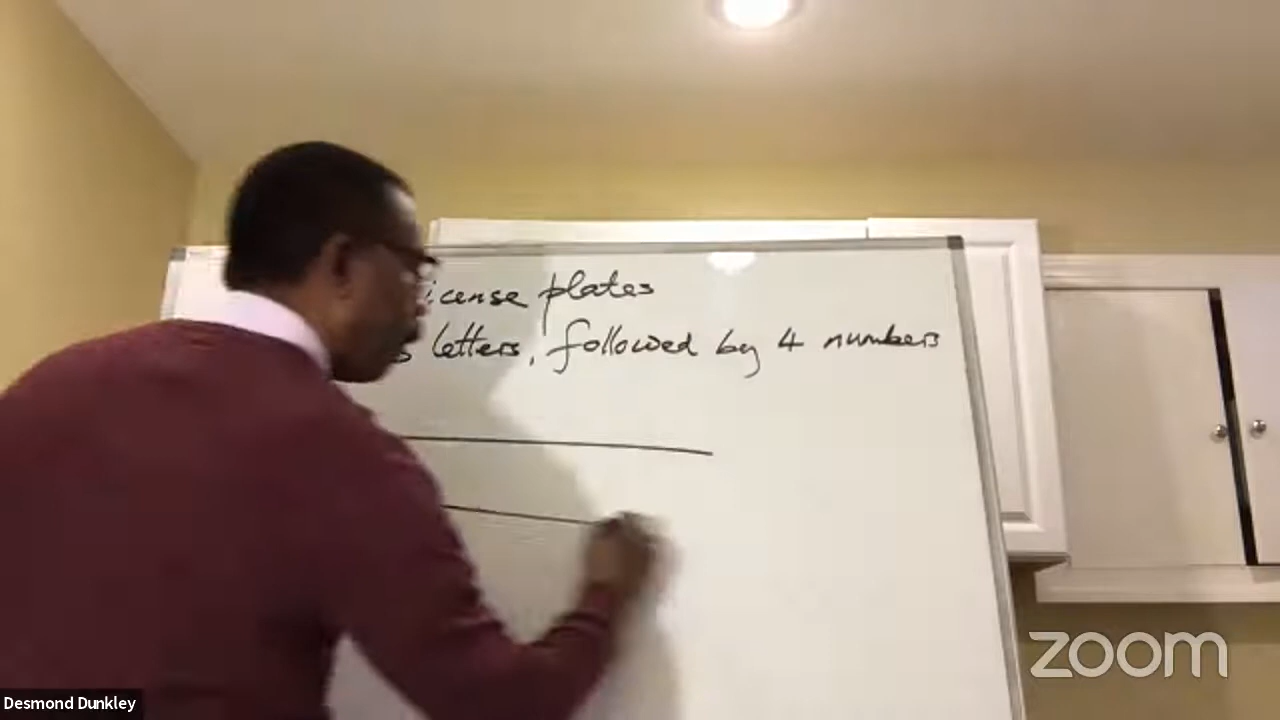 icense plates
letters, followed by 4 numbers
zoom
Desmond Dunkley